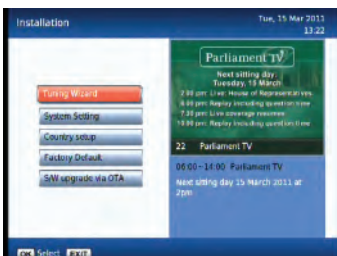 Installation
Tue, 15 Mar 2011
13:22
Parliament TV
Next sitting day:
Tuesday, 15 March
2.00 pm: Live: House of Representatives
6.00 pm: Replay including question time
7.30 pm: Live coverage resumes
10.00 pm: Replay including question time
Tuning Wizard
System Setting
Country setup
Factory Default
S/W upgrade via OTA
22 Parliament TV
06:00~14:00 Parliament TV
Next sitting day 15 March 2011 at
2pm
OK Select EXIT